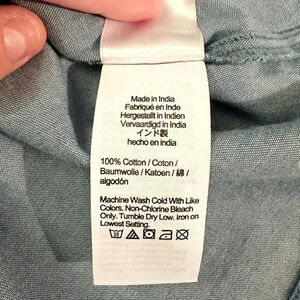 Made in India
Fabriqué en Inde
Hergestellt in Indien
Vervaardigd in India
インド製
hecho en india
100% Cotton / Coton /
Baumwolle / Katoen / 綿 /
algodón
Machine Wash Cold With Like
Colors. Non-Chlorine Bleach
Only. Tumble Dry Low. Iron on
Lowest Setting.